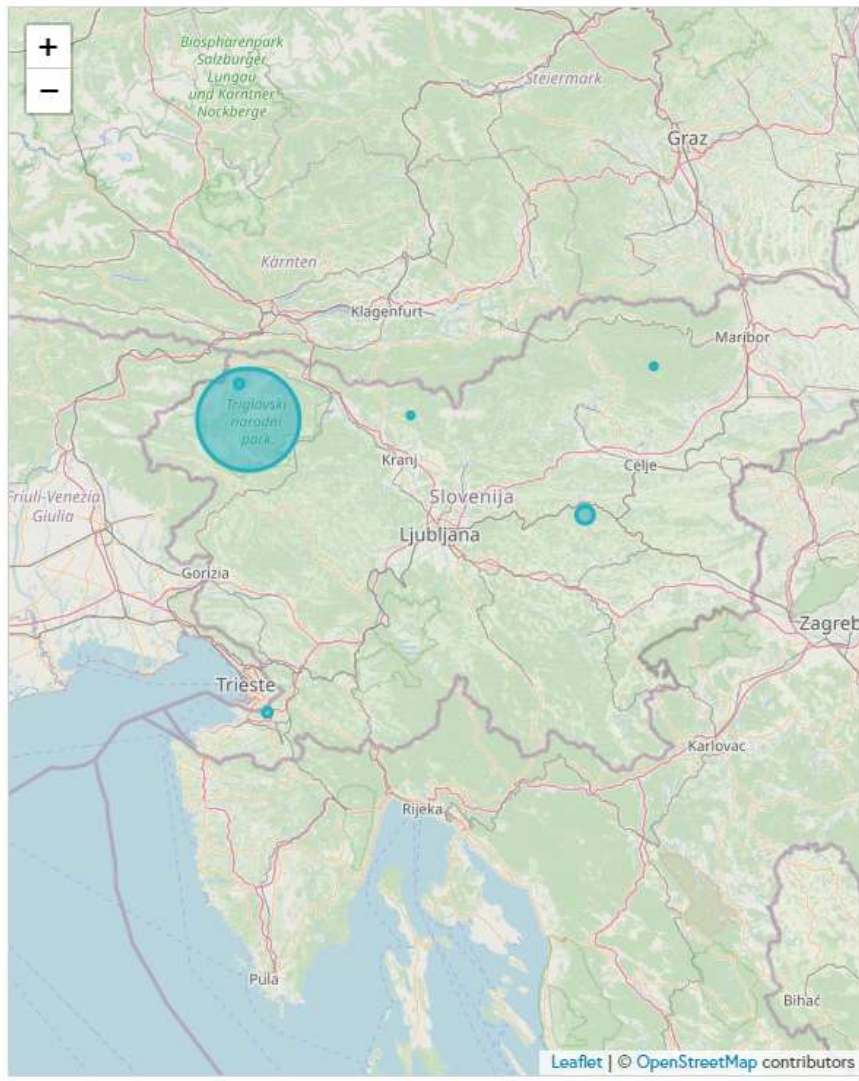 +
−
Biosphärenpark
Salzburger
Lungau
und Kärntner
Nockberge
Steiermark
Graz
Kärnten
Klagenfurt
Maribor
Triglavski
narodni
park
Kranj
Celje
Slovenija
Friuli-Venezia
Giulia
Ljubljana
Gorizia
Zagreb
Trieste
Karlovac
Rijeka
Pula
Bihać
Leaflet | © OpenStreetMap contributors